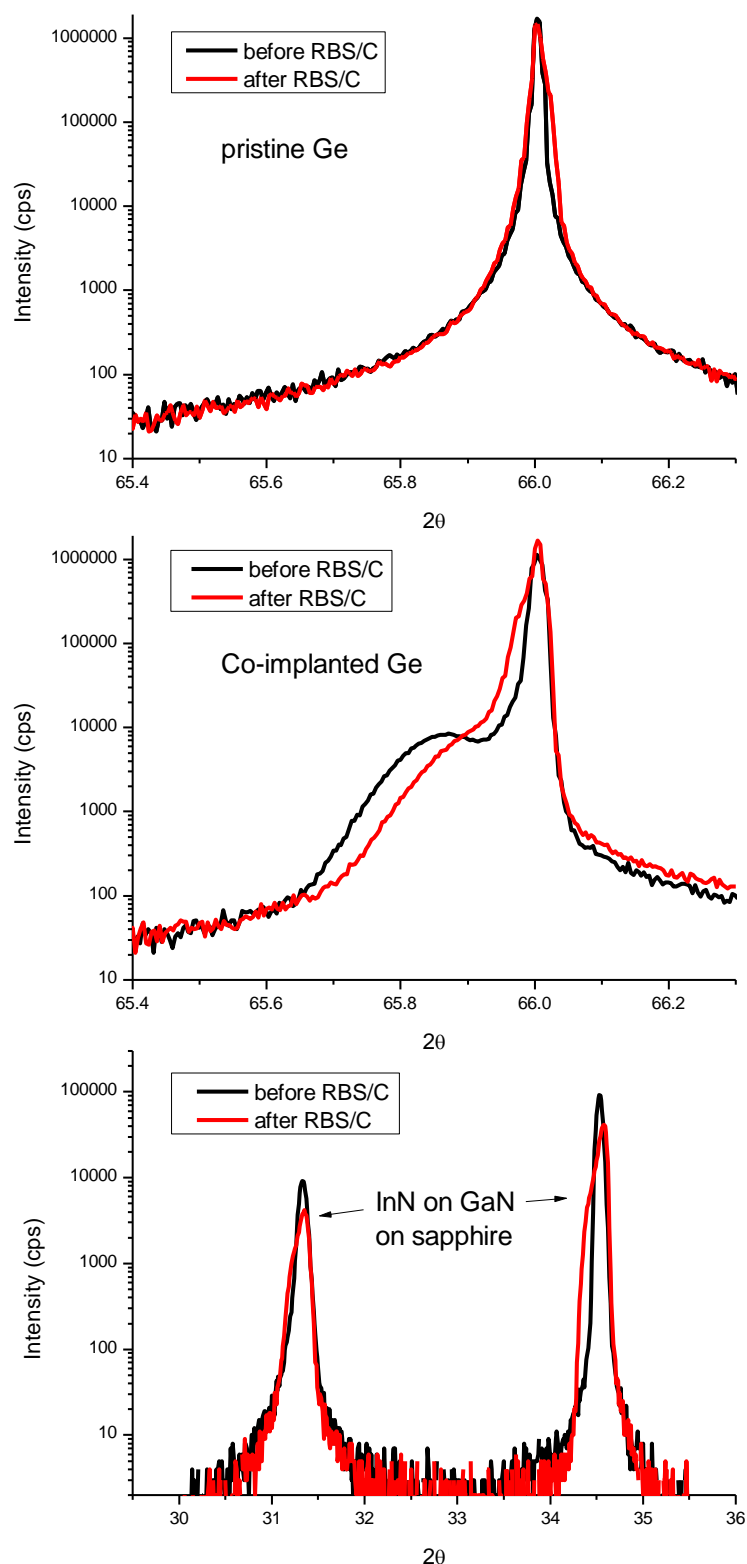 1000000
100000
10000
1000
100
10
Intensity (cps)
before RBS/C
after RBS/C
pristine Ge
65.4
65.6
65.8
66.0
66.2
2θ
1000000
100000
10000
1000
100
10
Intensity (cps)
before RBS/C
after RBS/C
Co-implanted Ge
65.4
65.6
65.8
66.0
66.2
2θ
100000
10000
1000
100
10
Intensity (cps)
before RBS/C
after RBS/C
InN on GaN
on sapphire
30
31
32
33
34
35
36
2θ